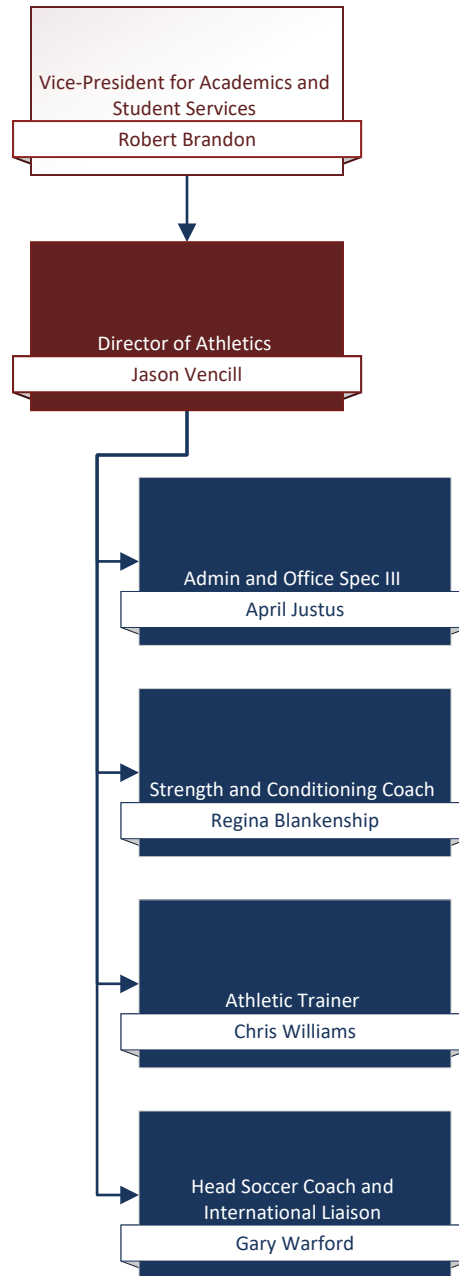 Vice-President for Academics and
Student Services
Robert Brandon
Director of Athletics
Jason Vencill
Admin and Office Spec III
April Justus
Strength and Conditioning Coach
Regina Blankenship
Athletic Trainer
Chris Williams
Head Soccer Coach and
International Liaison
Gary Warford